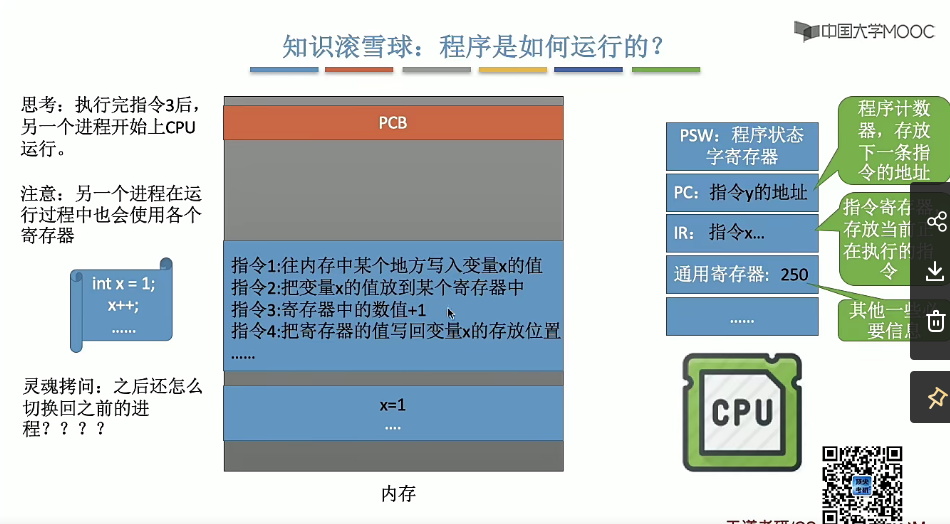 中国大学MOOC
知识滚雪球：程序是如何运行的？
思考：执行完指令3后，
另一个进程开始上CPU
运行。
注意：另一个进程在运
行过程中也会使用各个
寄存器
int x = 1;
x++;
……
灵魂拷问：之后还怎么
切换回之前的进
程？？？？
PCB
指令1:往内存中某个地方写入变量x的值
指令2:把变量x的值放到某个寄存器中
指令3:寄存器中的数值+1
指令4:把寄存器的值写回变量x的存放位置
……
x=1
....
内存
PSW：程序状态
字寄存器
PC：指令y的地址
IR： 指令x…
通用寄存器：250
……
程序计数
器，存放
下一条指
令的地址
指令寄存
存放当前
在执行的指
令
其他一些
要信息
CPU